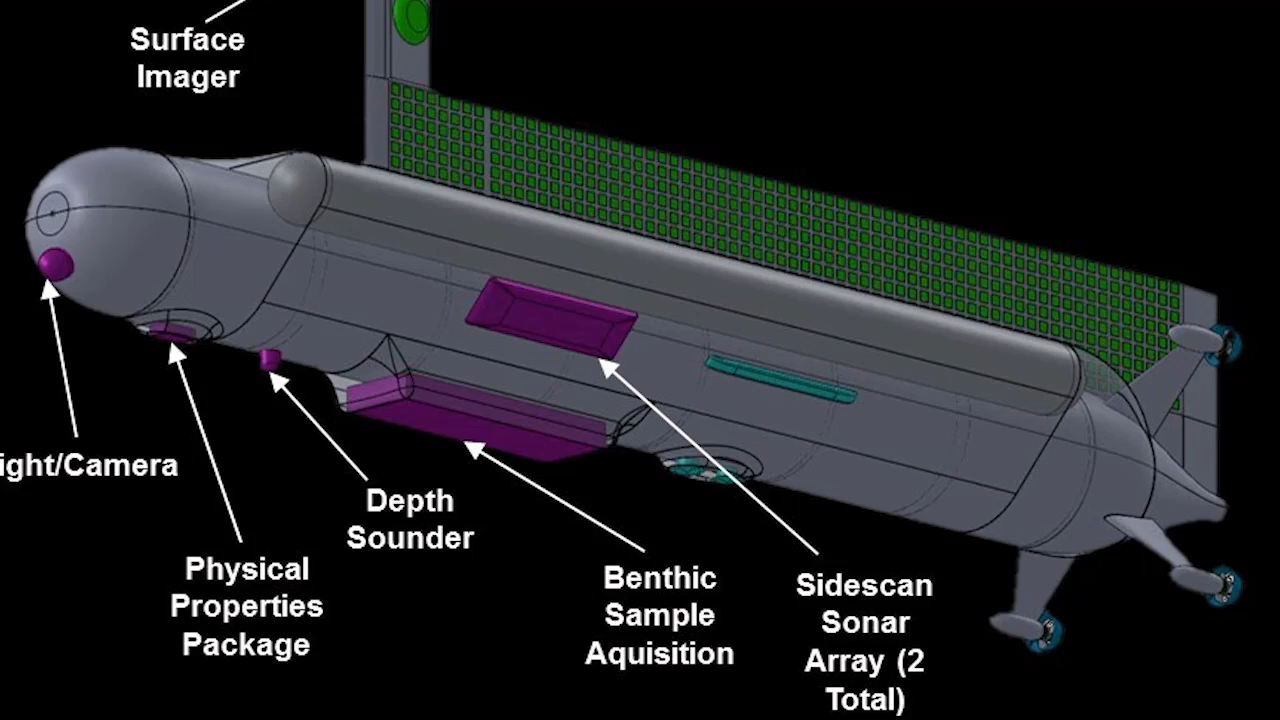 Surface
Imager
ight/Camera
Depth
Sounder
Physical
Properties
Package
Benthic
Sample
Aquisition
Sidescan
Sonar
Array (2
Total)